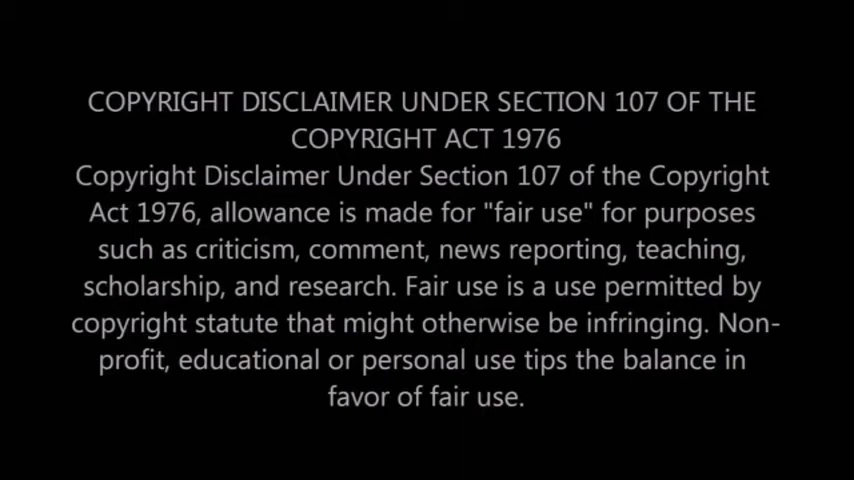 COPYRIGHT DISCLAIMER UNDER SECTION 107 OF THE
COPYRIGHT ACT 1976
Copyright Disclaimer Under Section 107 of the Copyright
Act 1976, allowance is made for "fair use" for purposes
such as criticism, comment, news reporting, teaching,
scholarship, and research. Fair use is a use permitted by
copyright statute that might otherwise be infringing. Non-
profit, educational or personal use tips the balance in
favor of fair use.